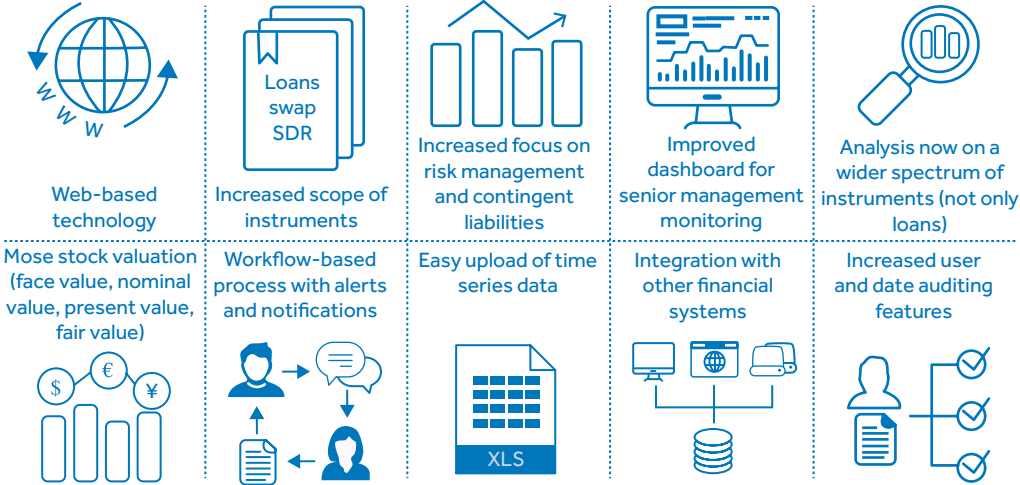 W W W
Web-based
technology
Loans
swap
SDR
Increased scope of
instruments
Increased focus on
risk management
and contingent
liabilities
Improved
dashboard for
senior management
monitoring
Analysis now on a
wider spectrum of
instruments (not only
loans)
Mose stock valuation
(face value, nominal
value, present value,
fair value)
$ € ¥
Workflow-based
process with alerts
and notifications
Easy upload of time
series data
XLS
Integration with
other financial
systems
Increased user
and date auditing
features